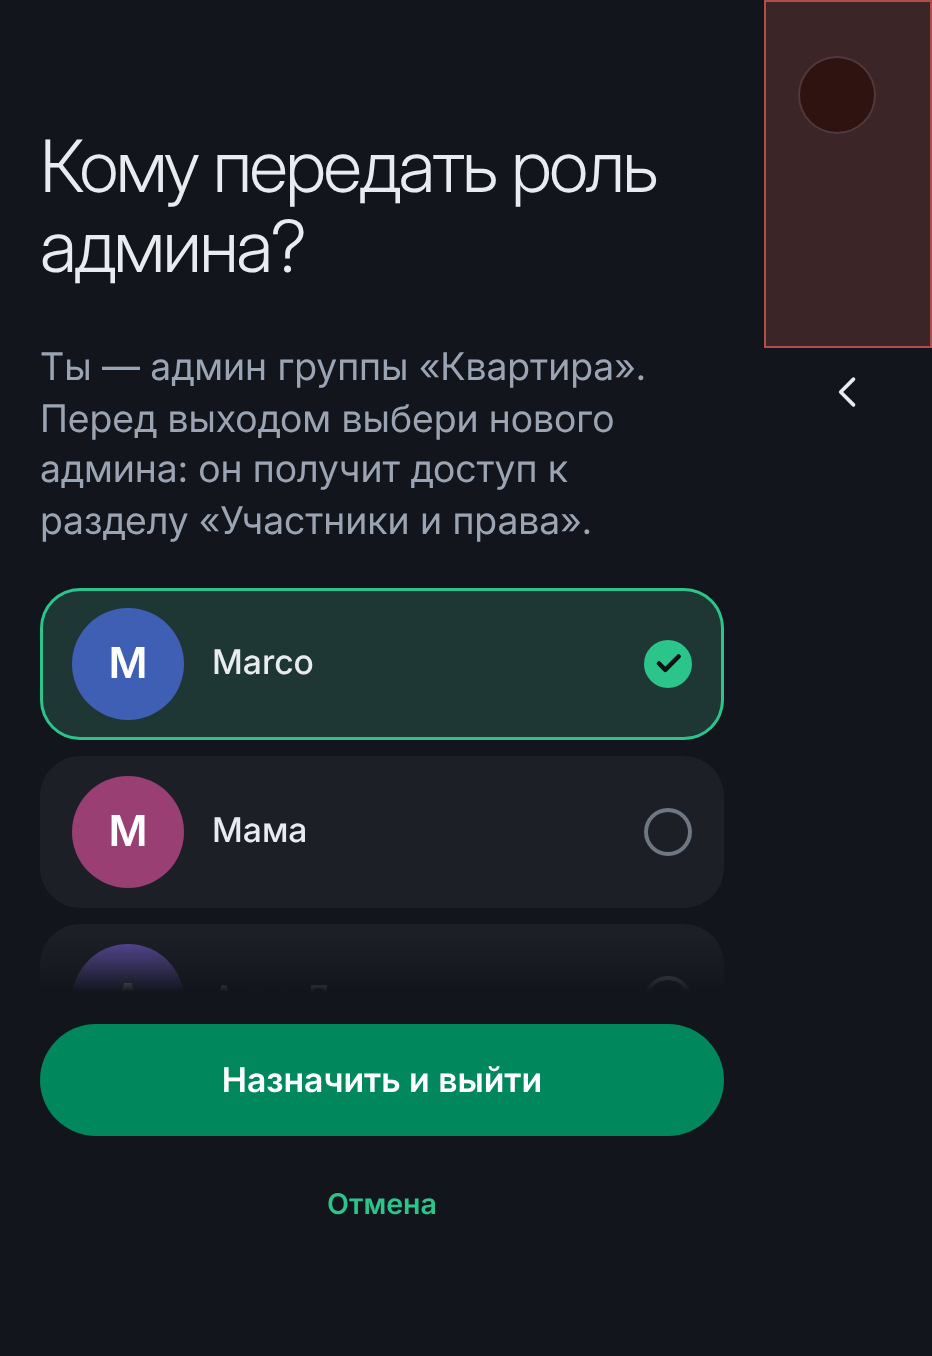 Кому передать роль
админа?
Ты — админ группы «Квартира».
Перед выходом выбери нового
админа: он получит доступ к
разделу «Участники и права».
M
Marco
М
Мама
Назначить и выйти
Отмена